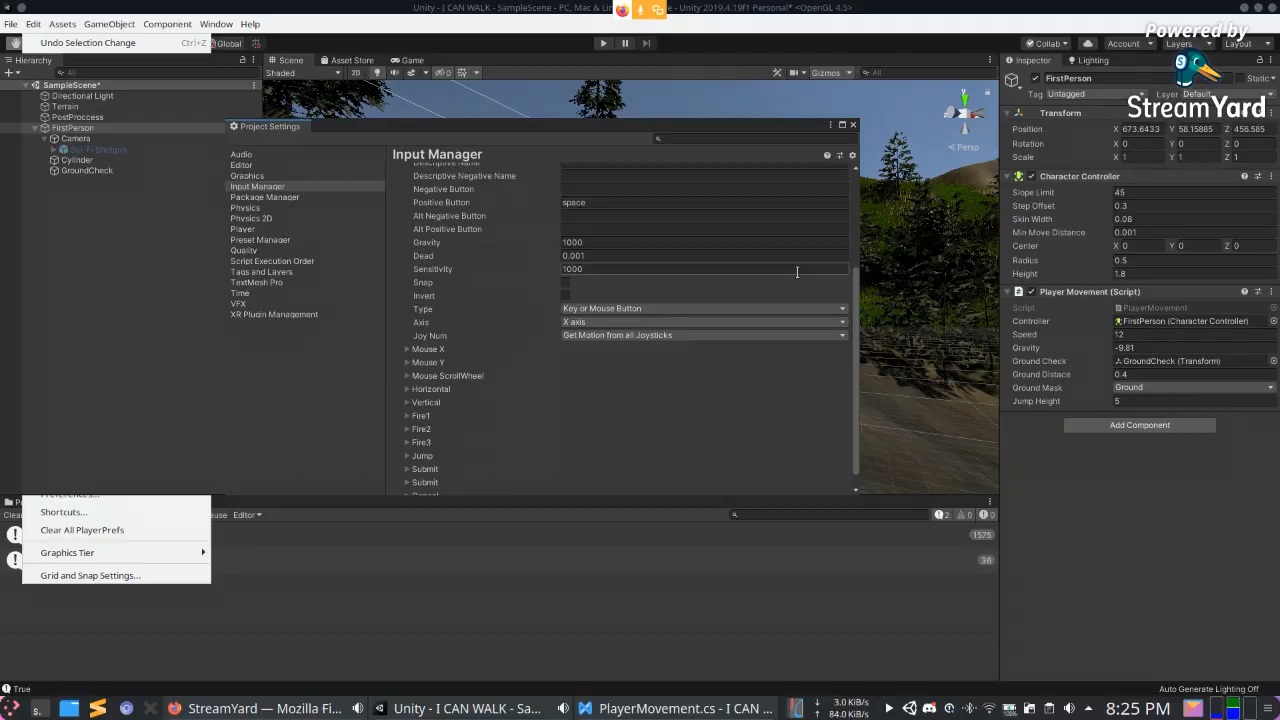 Unity - I CAN WALK - SampleScene - PC, Mac & Lin
Unity 2019.4.19f1 Personal* <OpenGL 4.5>
File Edit Assets GameObject Component Window Help
Powered by
StreamYard
Undo Selection Change Ctrl+Z
Global
Collab
Account
Layers
Layout
Hierarchy
Scene
Asset Store
Game
Inspector
Lighting
All
Shaded
2D
0
Gizmos
All
SampleScene*
Directional Light
Terrain
PostProccess
FirstPerson
Camera
Sci-Fi Shotgun
Cylinder
GroundCheck
y
z
Persp
Project Settings
Audio
Editor
Graphics
Input Manager
Package Manager
Physics
Physics 2D
Player
Preset Manager
Quality
Script Execution Order
Tags and Layers
TextMesh Pro
Time
VFX
XR Plugin Management
Input Manager
Descriptive Name
Descriptive Negative Name
Negative Button
Positive Button space
Alt Negative Button
Alt Positive Button
Gravity 1000
Dead 0.001
Sensitivity 1000
Snap
Invert
Type Key or Mouse Button
Axis X axis
Joy Num Get Motion from all Joysticks
Mouse X
Mouse Y
Mouse ScrollWheel
Horizontal
Vertical
Fire1
Fire2
Fire3
Jump
Submit
Submit
Cancel
FirstPerson Static
Tag Untagged Layer Default
Transform
Position X 673.6433 Y 58.15885 Z 456.585
Rotation X 0 Y 0 Z 0
Scale X 1 Y 1 Z 1
Character Controller
Slope Limit 45
Step Offset 0.3
Skin Width 0.08
Min Move Distance 0.001
Center X 0 Y 0 Z 0
Radius 0.5
Height 1.8
Player Movement (Script)
Script PlayerMovement
Controller FirstPerson (Character Controller)
Speed 12
Gravity -9.81
Ground Check GroundCheck (Transform)
Ground Distace 0.4
Ground Mask Ground
Jump Height 5
Add Component
Preferences...
Shortcuts...
Clear All PlayerPrefs
Graphics Tier
Grid and Snap Settings...
Clea
ause Editor
2 0 0
1575
36
True
Auto Generate Lighting Off
StreamYard — Mozilla Fi...
Unity - I CAN WALK - S...
PlayerMovement.cs - I CAN ...
3.0 KiB/s
84.0 KiB/s
100%
8:25 PM